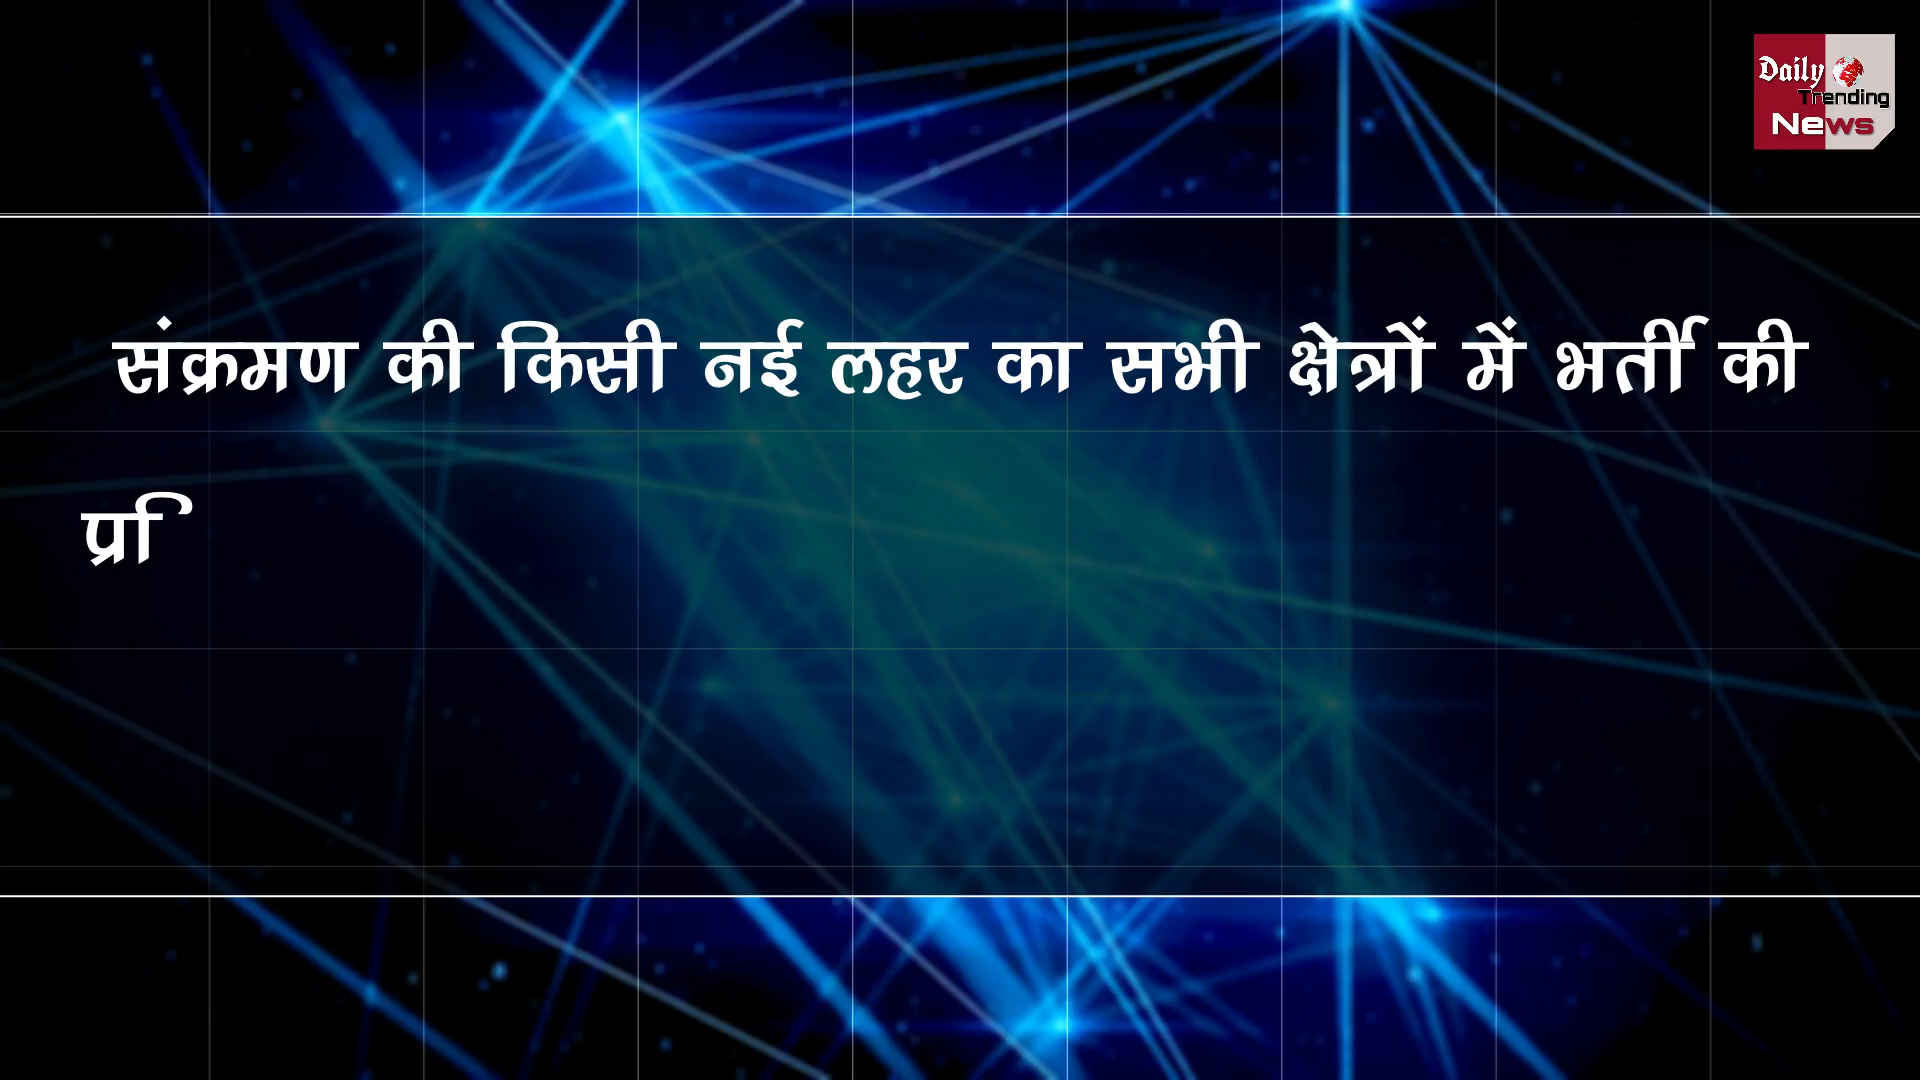 Daily
Trending
News
संक्रमण की किसी नई लहर का सभी क्षेत्रों में भर्ती की
प्रि